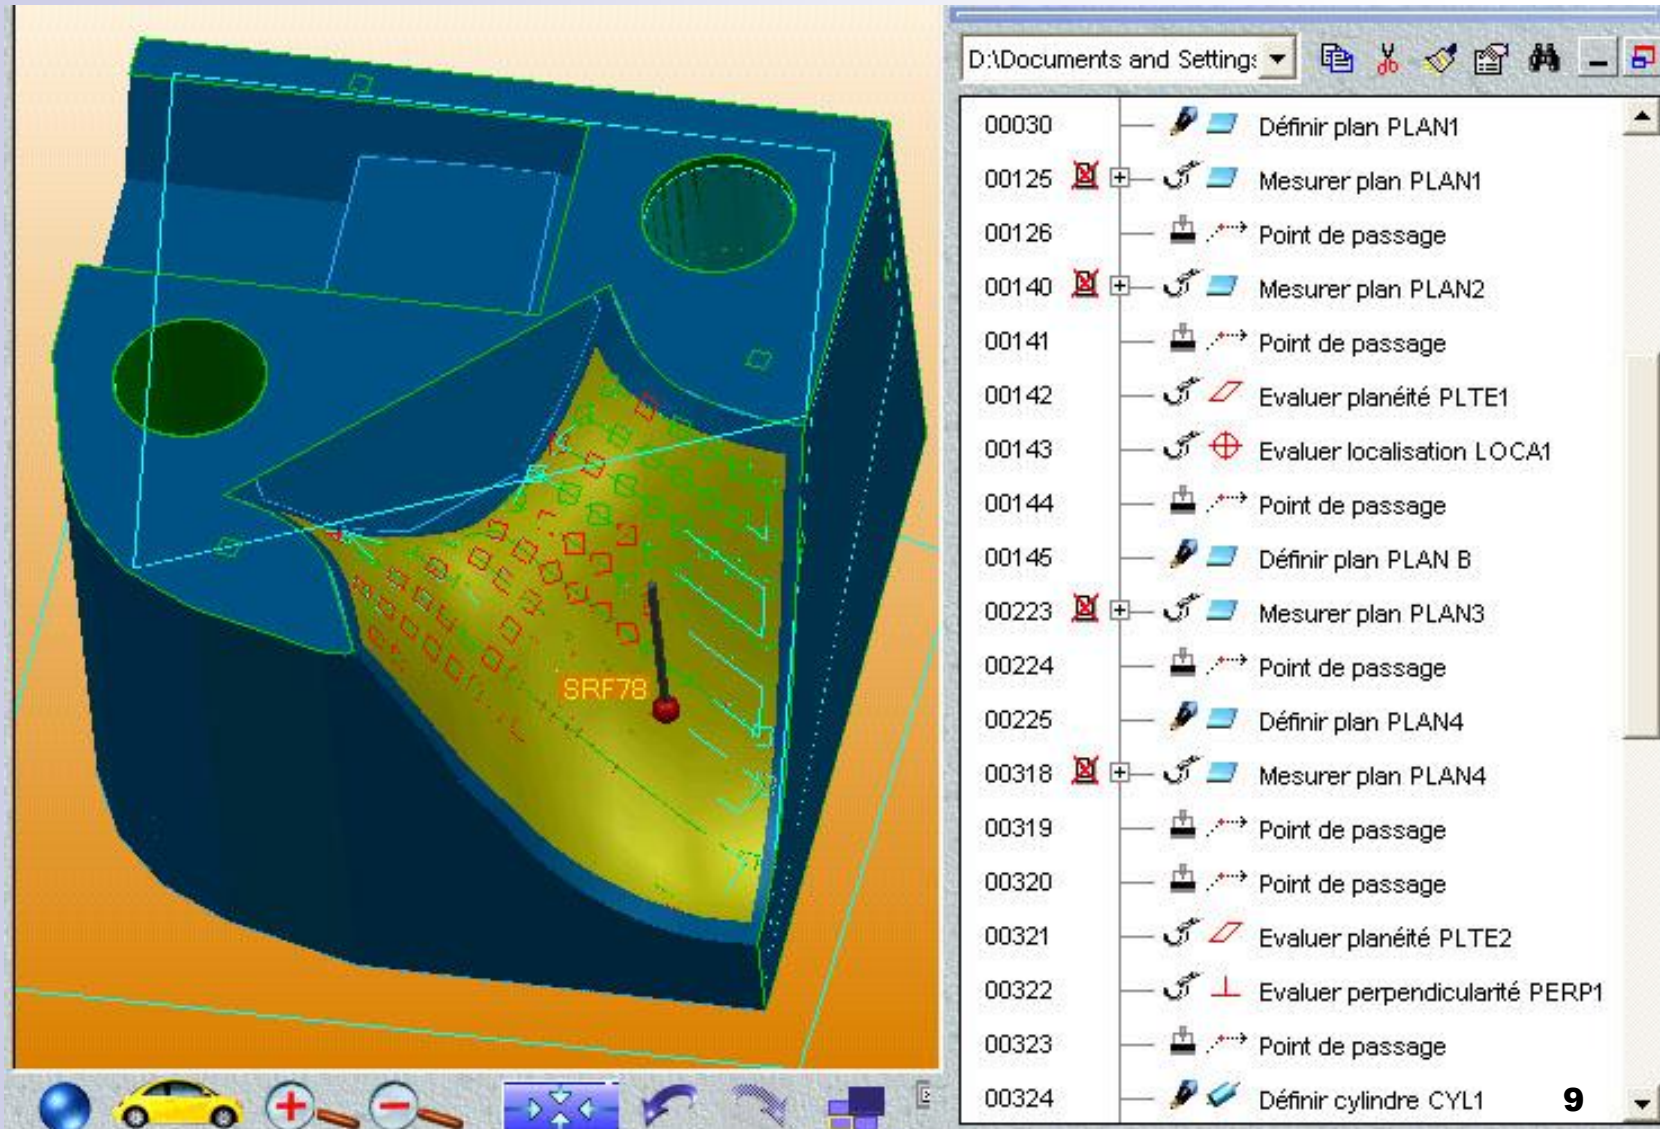 D:\Documents and Settings
00030 Définir plan PLAN1
00125 Mesurer plan PLAN1
00126 Point de passage
00140 Mesurer plan PLAN2
00141 Point de passage
00142 Evaluer planéité PLTE1
00143 Evaluer localisation LOCA1
00144 Point de passage
00145 Définir plan PLAN B
00223 Mesurer plan PLAN3
00224 Point de passage
00225 Définir plan PLAN4
00318 Mesurer plan PLAN4
00319 Point de passage
00320 Point de passage
00321 Evaluer planéité PLTE2
00322 Evaluer perpendicularité PERP1
00323 Point de passage
00324 Définir cylindre CYL1
SRF78
9